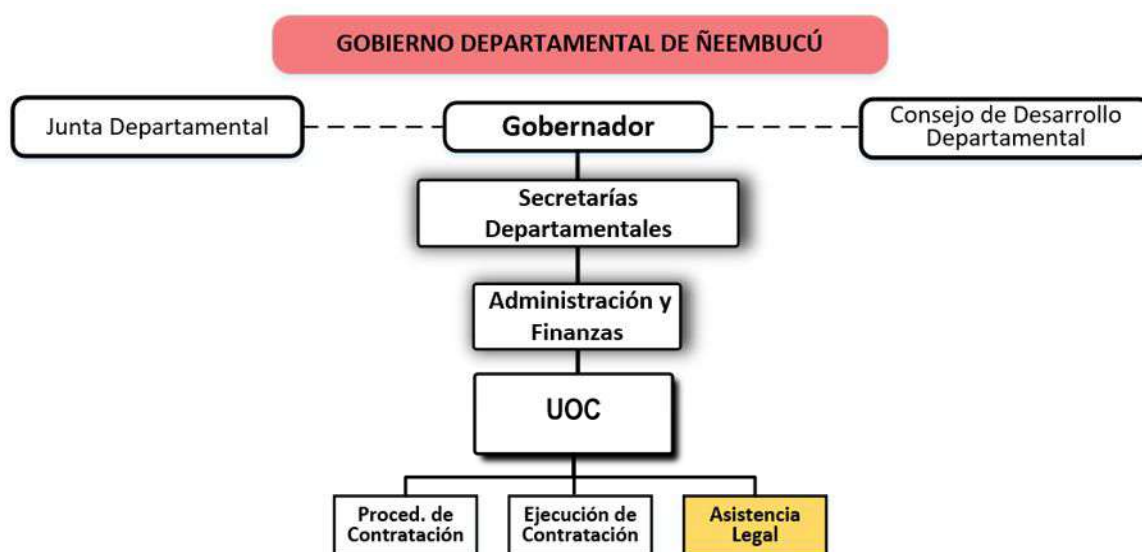 GOBIERNO DEPARTAMENTAL DE ÑEEMBUCÚ
Junta Departamental
Gobernador
Consejo de Desarrollo
Departamental
Secretarías
Departamentales
Administración y
Finanzas
UOC
Proced. de
Contratación
Ejecución de
Contratación
Asistencia
Legal